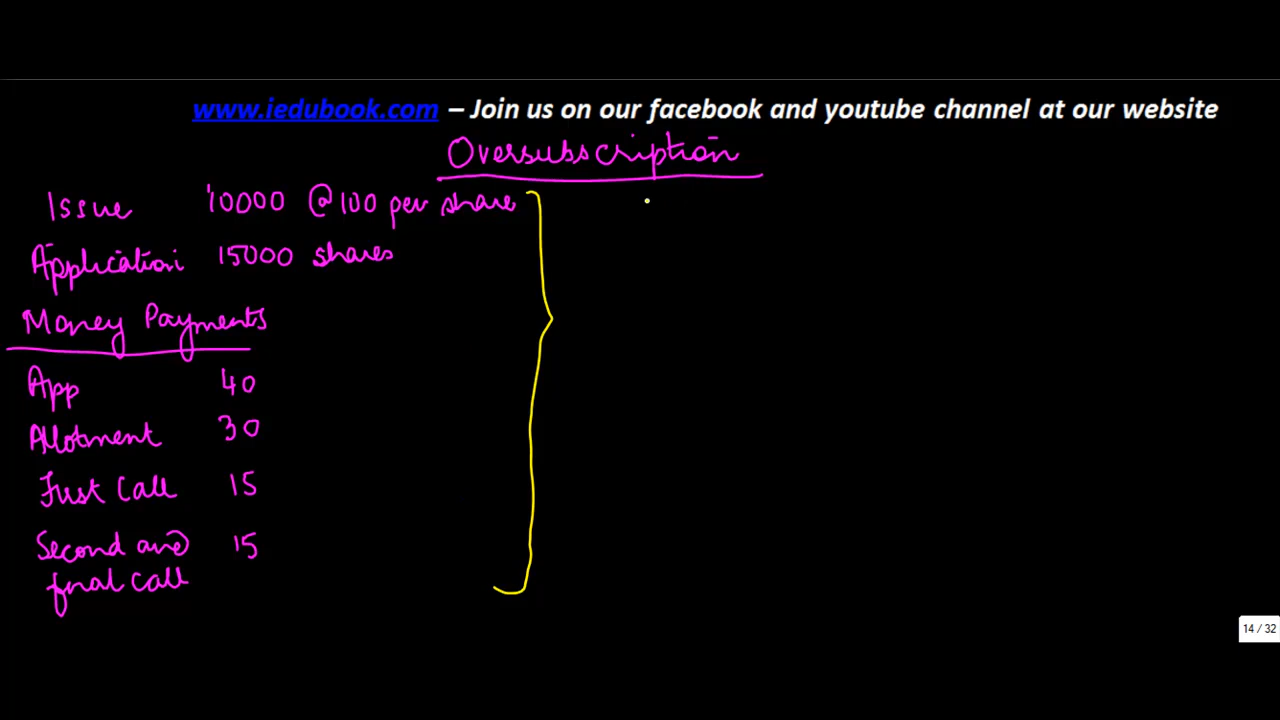 www.iedubook.com – Join us on our facebook and youtube channel at our website
Oversubscription
Issue 10000 @ 100 per share
Application 15000 shares
Money Payments
App 40
Allotment 30
First Call 15
Second and 15
final call
14 / 32